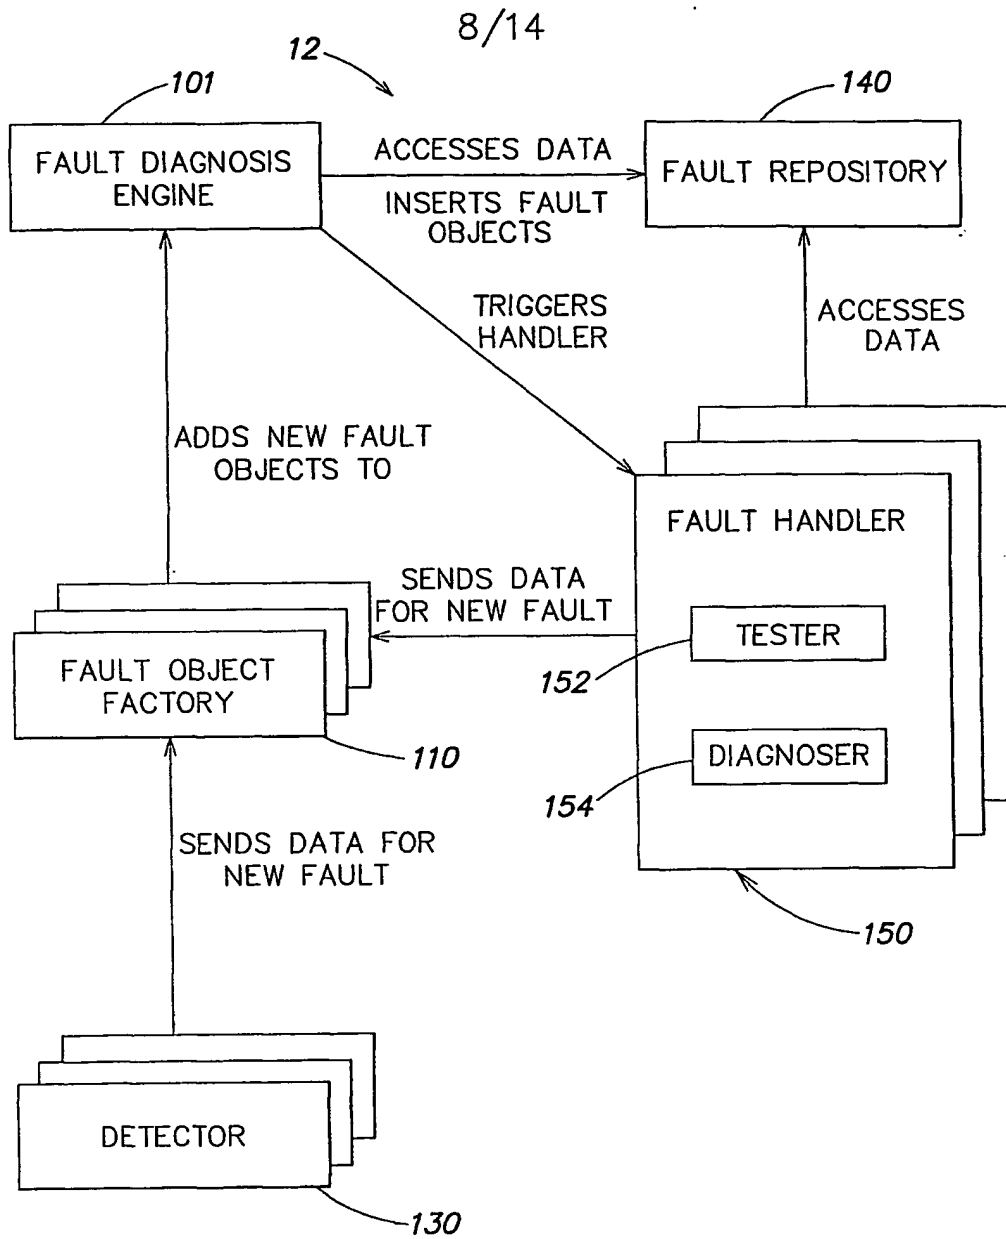 8/14
12
101
140
FAULT DIAGNOSIS
ENGINE
ACCESSES DATA
INSERTS FAULT
OBJECTS
FAULT REPOSITORY
TRIGGERS
HANDLER
ACCESSES
DATA
ADDS NEW FAULT
OBJECTS TO
FAULT HANDLER
SENDS DATA
FOR NEW FAULT
TESTER
152
FAULT OBJECT
FACTORY
110
DIAGNOSER
154
SENDS DATA FOR
NEW FAULT
150
DETECTOR
130